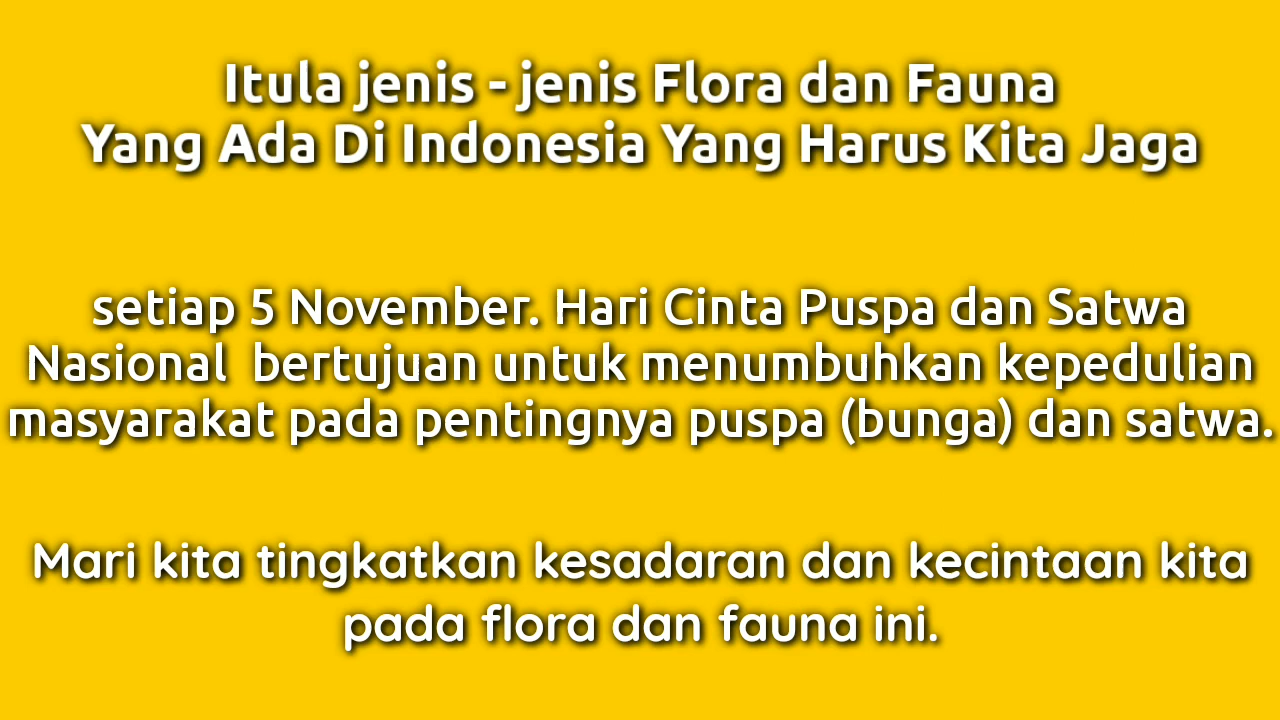 Itula jenis - jenis Flora dan Fauna
Yang Ada Di Indonesia Yang Harus Kita Jaga
setiap 5 November. Hari Cinta Puspa dan Satwa
Nasional  bertujuan untuk menumbuhkan kepedulian
masyarakat pada pentingnya puspa (bunga) dan satwa.
Mari kita tingkatkan kesadaran dan kecintaan kita
pada flora dan fauna ini.